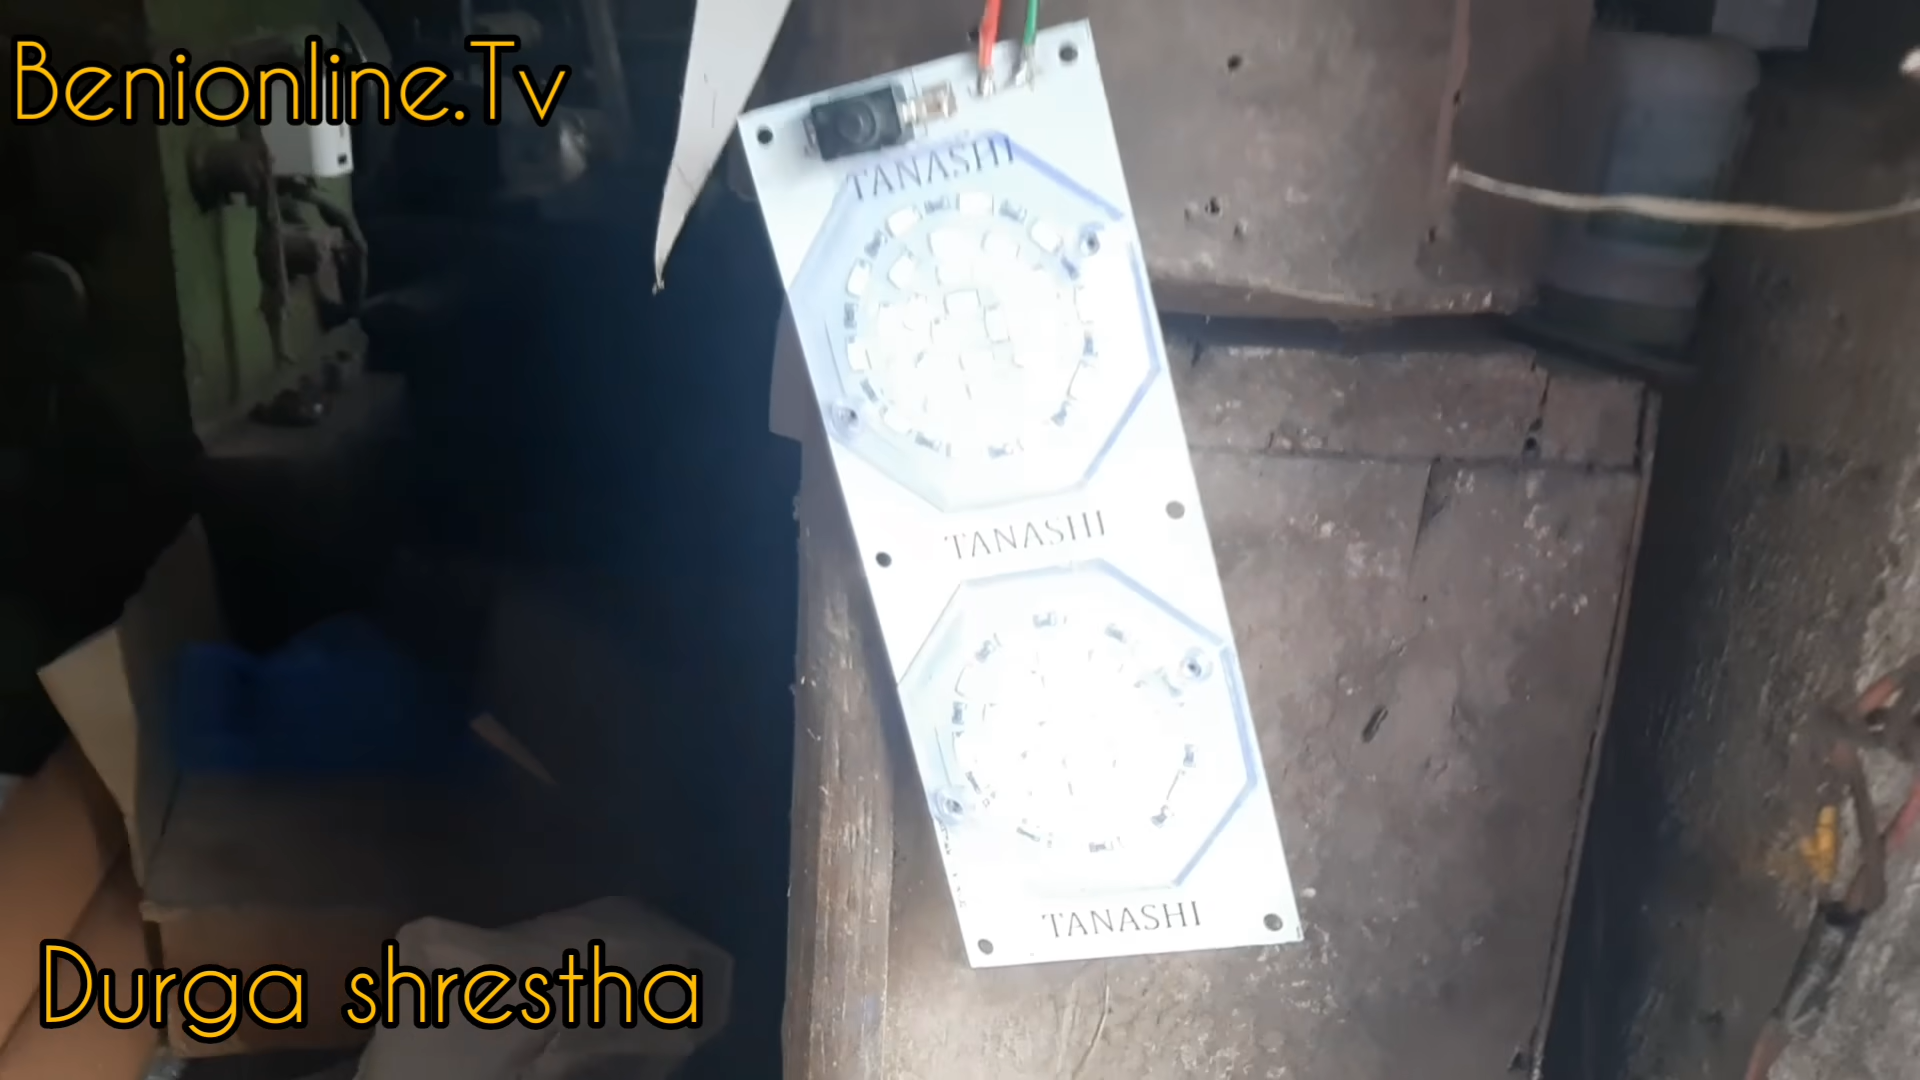 Benionline.Tv
TANASHI
TANASHI
TANASHI
Durga shrestha